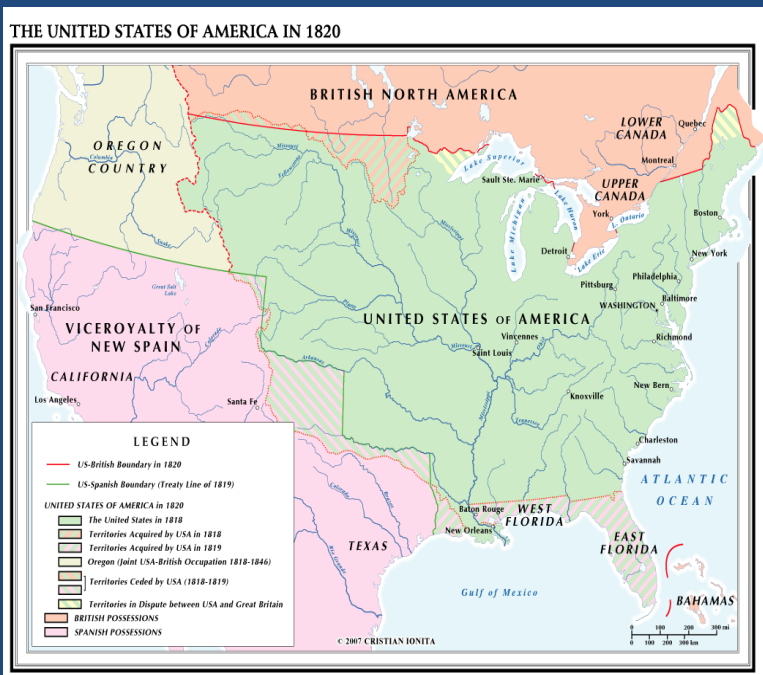 THE UNITED STATES OF AMERICA IN 1820
BRITISH NORTH AMERICA
OREGON
COUNTRY
Columbia
Snake
Missouri
Yellowstone
LOWER
CANADA
Quebec
Montreal
Lake Superior
Sault Ste. Marie
UPPER
CANADA
York
L. Ontario
Lake Huron
Lake Michigan
Lake Erie
Detroit
Boston
New York
Missouri
Mississippi
Philadelphia
Pittsburg
Baltimore
WASHINGTON
Great Salt
Lake
San Francisco
VICEROYALTY OF
NEW SPAIN
Colorado
Platte
UNITED STATES OF AMERICA
Vincennes
Ohio
Missouri
Saint Louis
Richmond
CALIFORNIA
Los Angeles
Santa Fe
Arkansas
Mississippi
Tennessee
Knoxville
New Bern
Charleston
Savannah
ATLANTIC
OCEAN
Baton Rouge
New Orleans
WEST
FLORIDA
EAST
FLORIDA
TEXAS
Colorado
Rio Grande
Gulf of Mexico
BAHAMAS
LEGEND
US-British Boundary in 1820
US-Spanish Boundary (Treaty Line of 1819)
UNITED STATES OF AMERICA in 1820
The United States in 1818
Territories Acquired by USA in 1818
Territories Acquired by USA in 1819
Oregon (Joint USA-British Occupation 1818-1846)
Territories Ceded by USA (1818-1819)
Territories in Dispute between USA and Great Britain
BRITISH POSSESSIONS
SPANISH POSSESSIONS
© 2007 CRISTIAN IONITA
0 100 200 300 mi
0 100 200 300 km